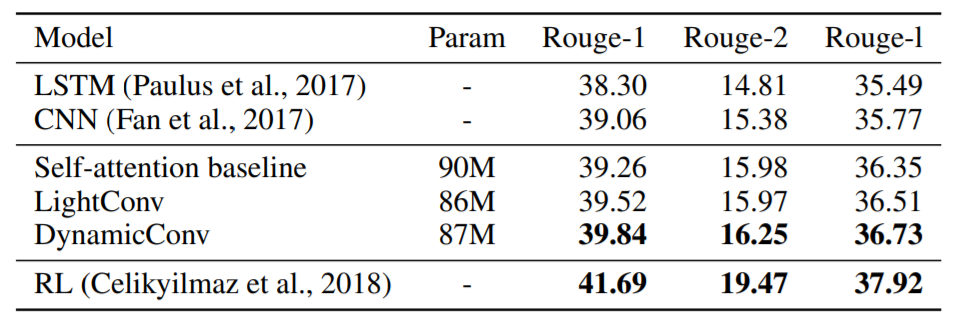 Model Param Rouge-1 Rouge-2 Rouge-l
LSTM (Paulus et al., 2017) - 38.30 14.81 35.49
CNN (Fan et al., 2017) - 39.06 15.38 35.77
Self-attention baseline 90M 39.26 15.98 36.35
LightConv 86M 39.52 15.97 36.51
DynamicConv 87M 39.84 16.25 36.73
RL (Celikyilmaz et al., 2018) - 41.69 19.47 37.92